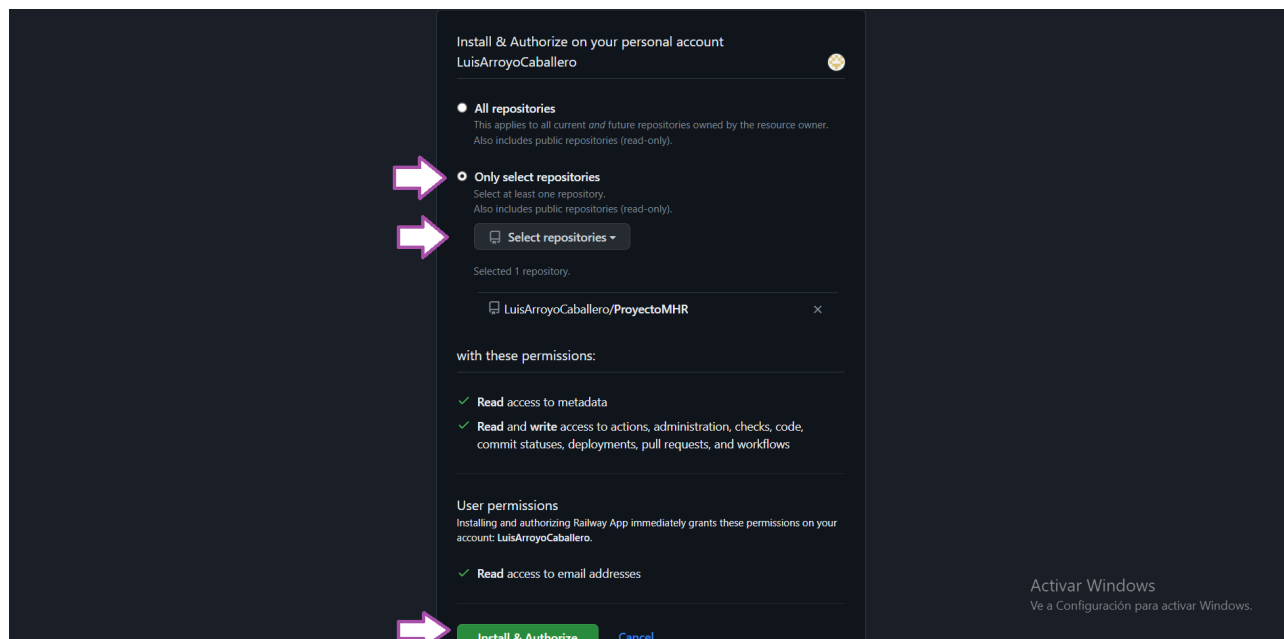 Install & Authorize on your personal account
LuisArroyoCaballero
All repositories
This applies to all current and future repositories owned by the resource owner.
Also includes public repositories (read-only).
Only select repositories
Select at least one repository.
Also includes public repositories (read-only).
Select repositories
Selected 1 repository.
LuisArroyoCaballero/ProyectoMHR
with these permissions:
Read access to metadata
Read and write access to actions, administration, checks, code,
commit statuses, deployments, pull requests, and workflows
User permissions
Installing and authorizing Railway App immediately grants these permissions on your
account: LuisArroyoCaballero.
Read access to email addresses
Install & Authorize Cancel
Activar Windows
Ve a Configuración para activar Windows.